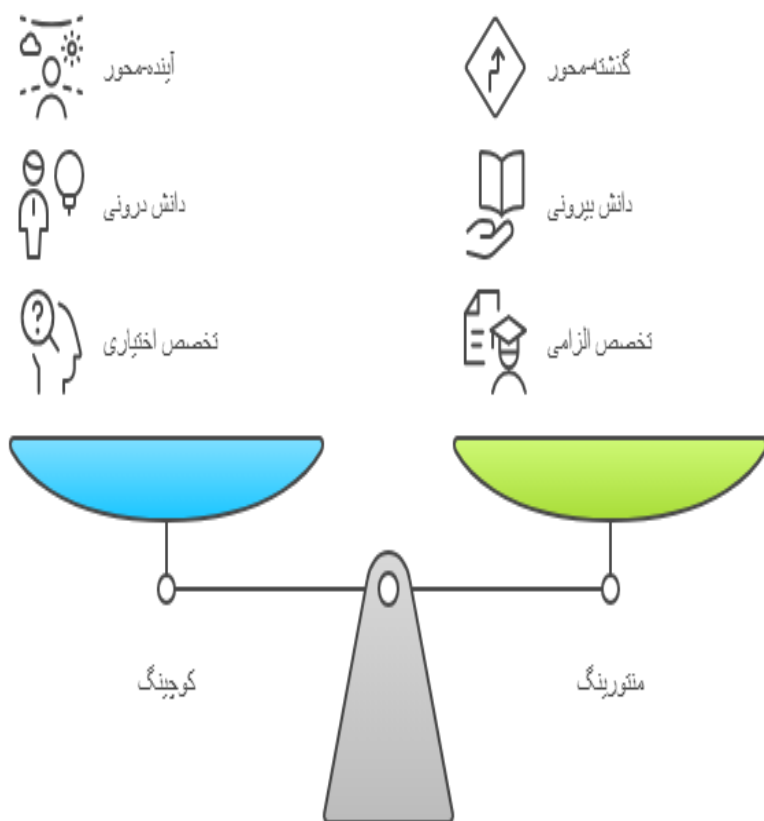 گذشته-محور
آینده-محور
دانش بیرونی
دانش درونی
تخصص الزامی
تخصص اختیاری
منتورینگ
کوچینگ